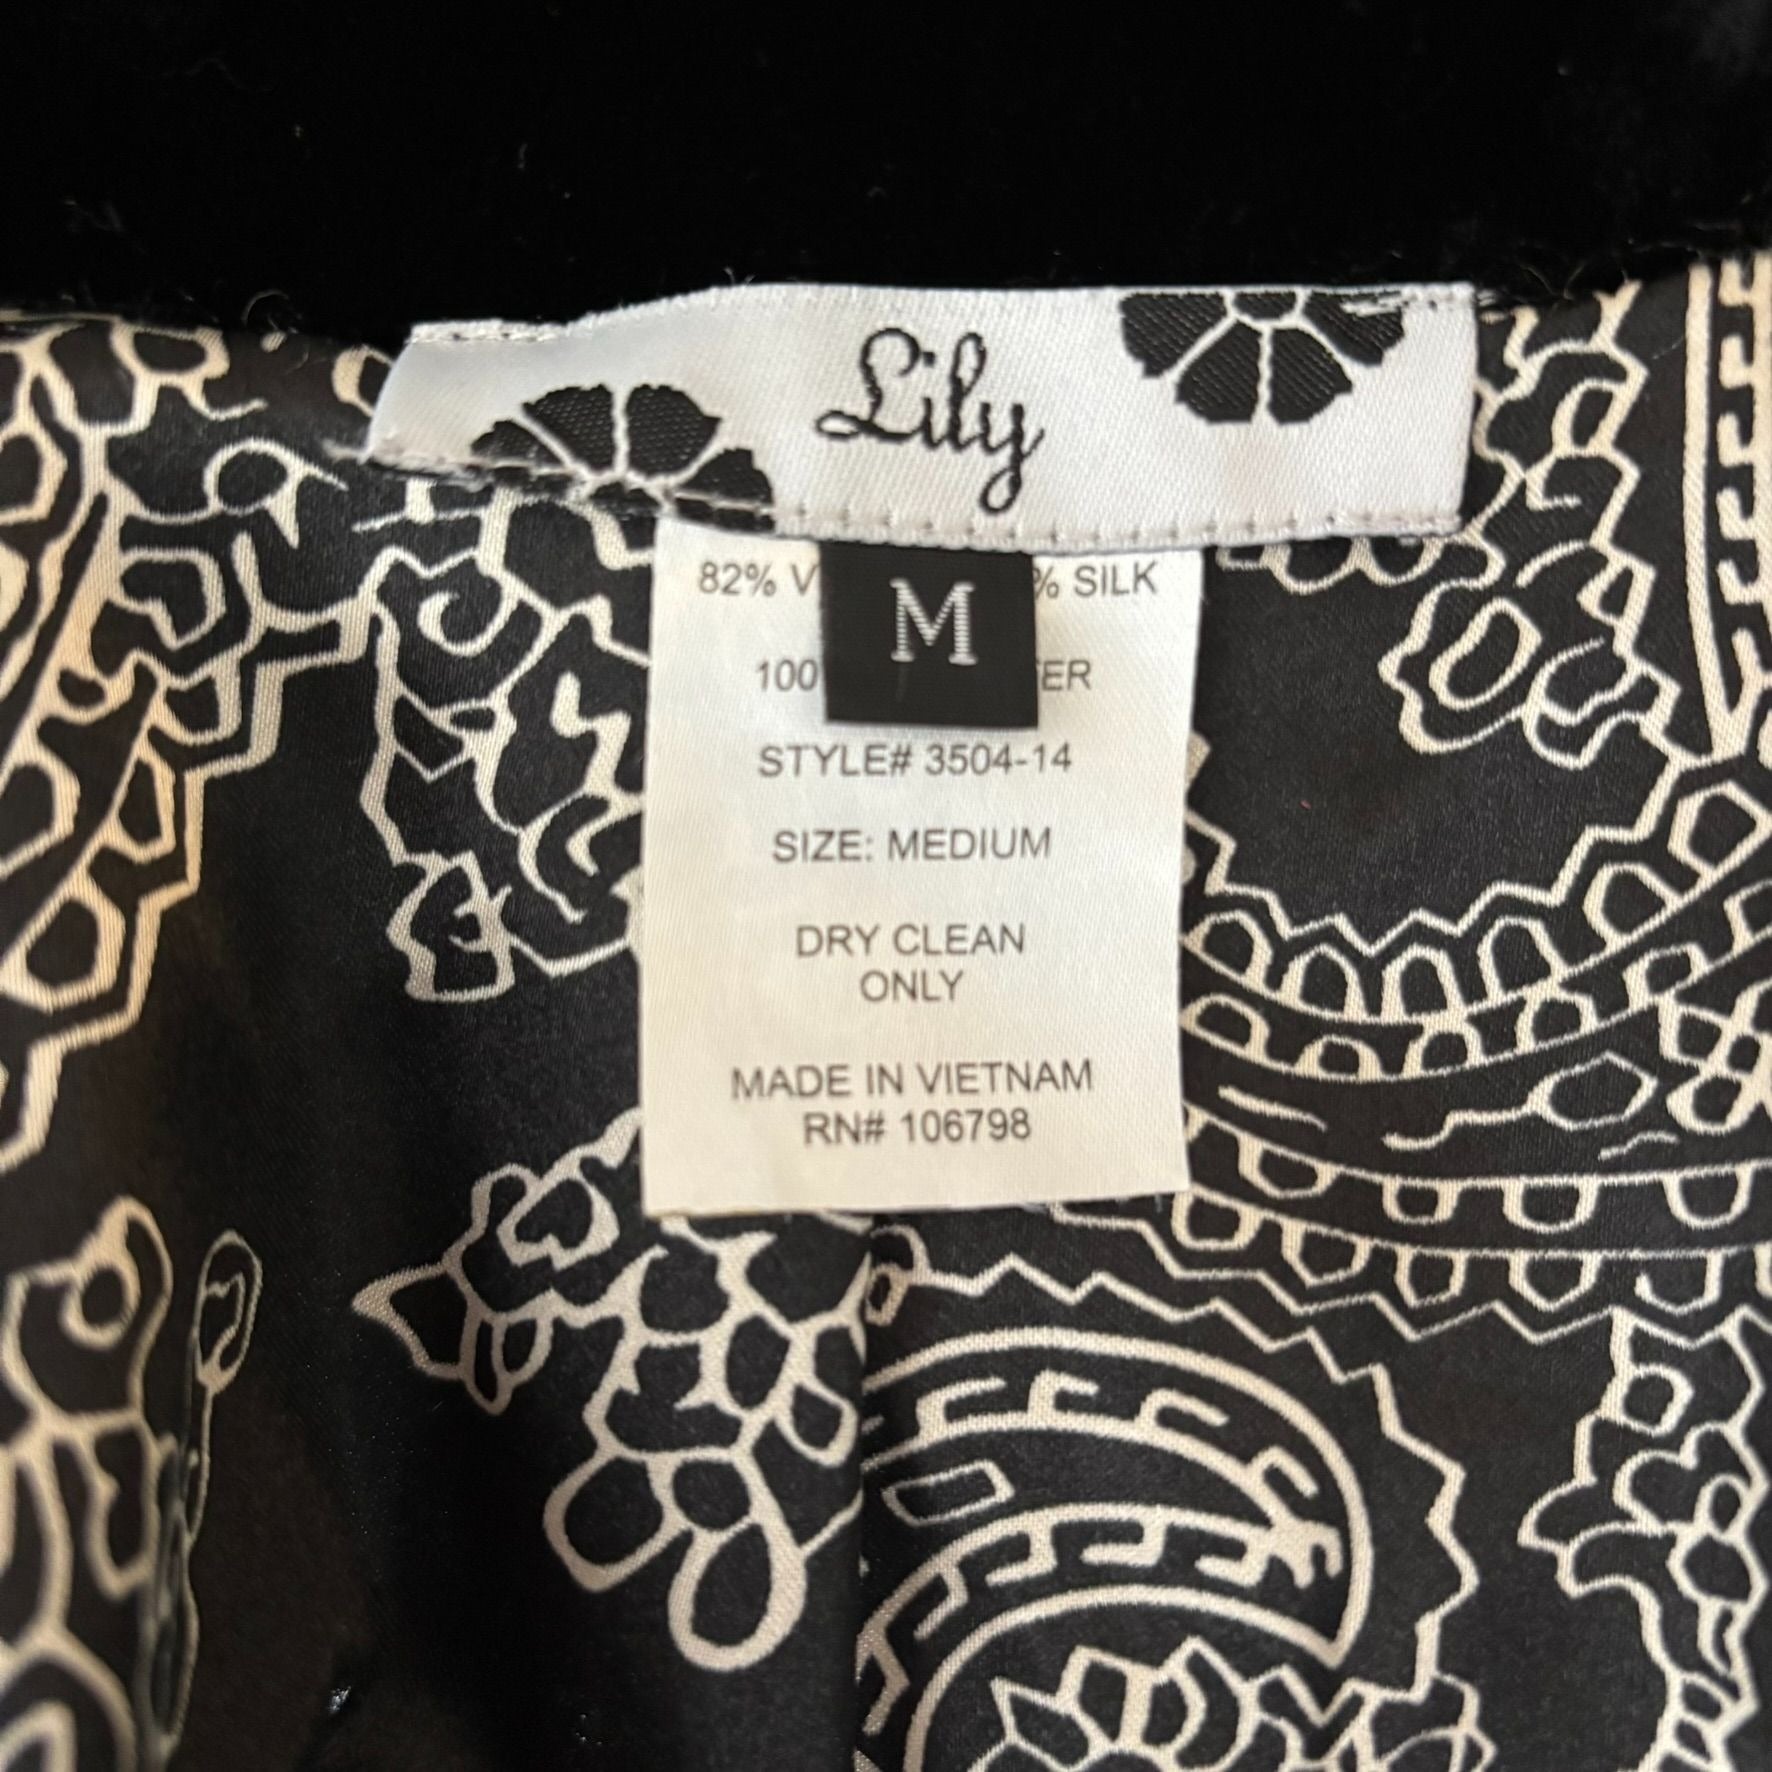 Lily
M
82% V % SILK
100 ER
STYLE# 3504-14
SIZE: MEDIUM
DRY CLEAN
ONLY
MADE IN VIETNAM
RN# 106798